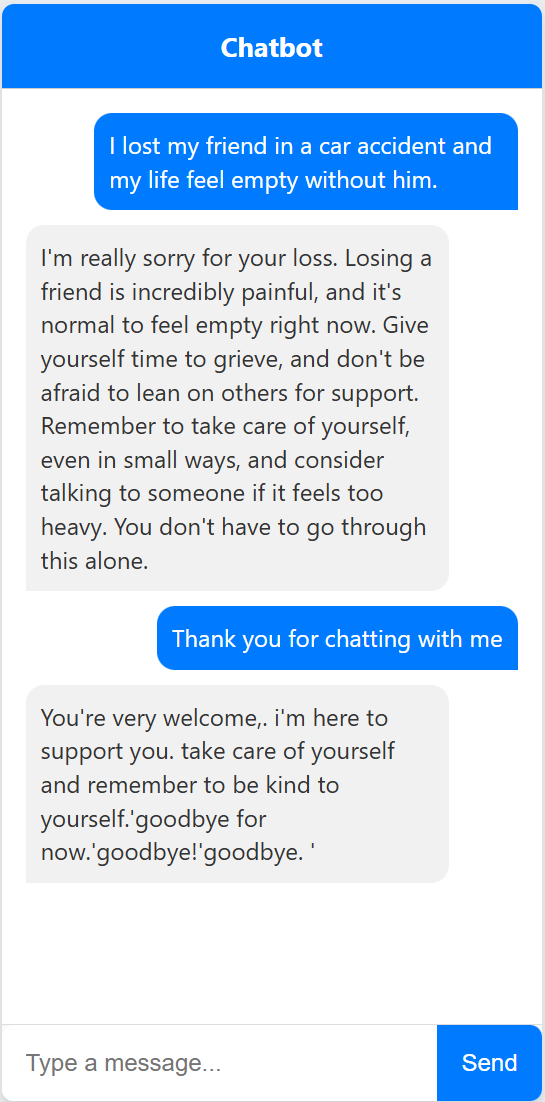 Chatbot
I lost my friend in a car accident and
my life feel empty without him.
I'm really sorry for your loss. Losing a
friend is incredibly painful, and it's
normal to feel empty right now. Give
yourself time to grieve, and don't be
afraid to lean on others for support.
Remember to take care of yourself,
even in small ways, and consider
talking to someone if it feels too
heavy. You don't have to go through
this alone.
Thank you for chatting with me
You're very welcome,. i'm here to
support you. take care of yourself
and remember to be kind to
yourself.'goodbye for
now.'goodbye!'goodbye. '
Type a message... Send